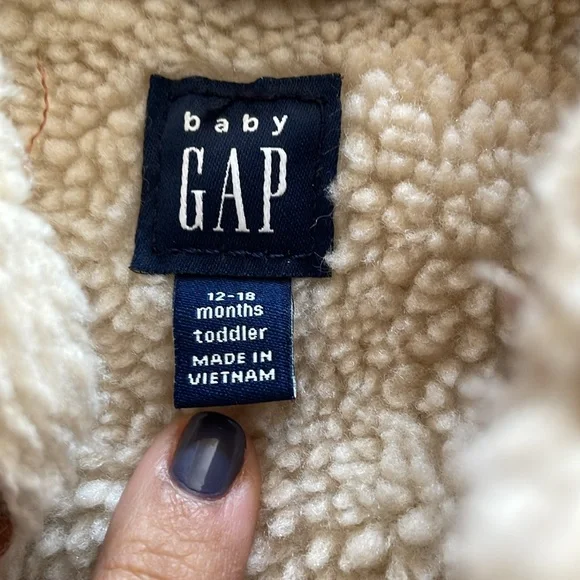 baby
GAP
12-18
months
toddler
MADE IN
VIETNAM